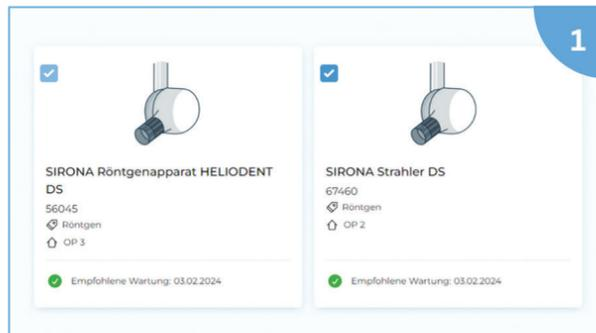 1
SIRONA Röntgenapparat HELIODENT
DS
56045
Röntgen
OP 3
Empfohlene Wartung: 03.02.2024
SIRONA Strahler DS
67460
Röntgen
OP 2
Empfohlene Wartung: 03.02.2024